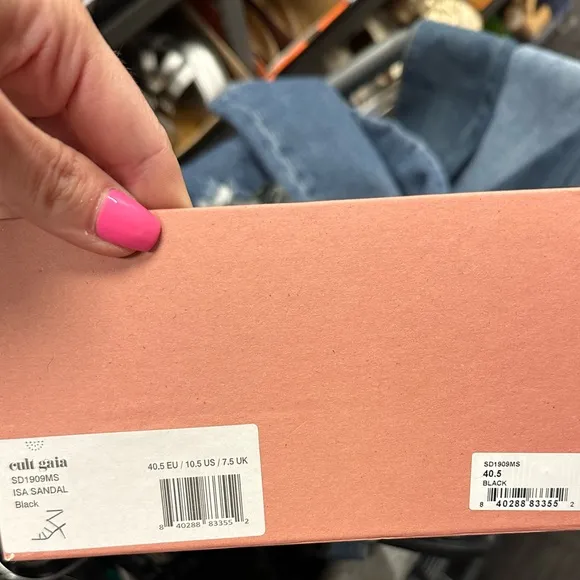 cult gaia
SD1909MS
ISA SANDAL
Black
40.5 EU / 10.5 US / 7.5 UK
8 40288 83355 2
SD1909MS
40.5
BLACK
8 40288 83355 2